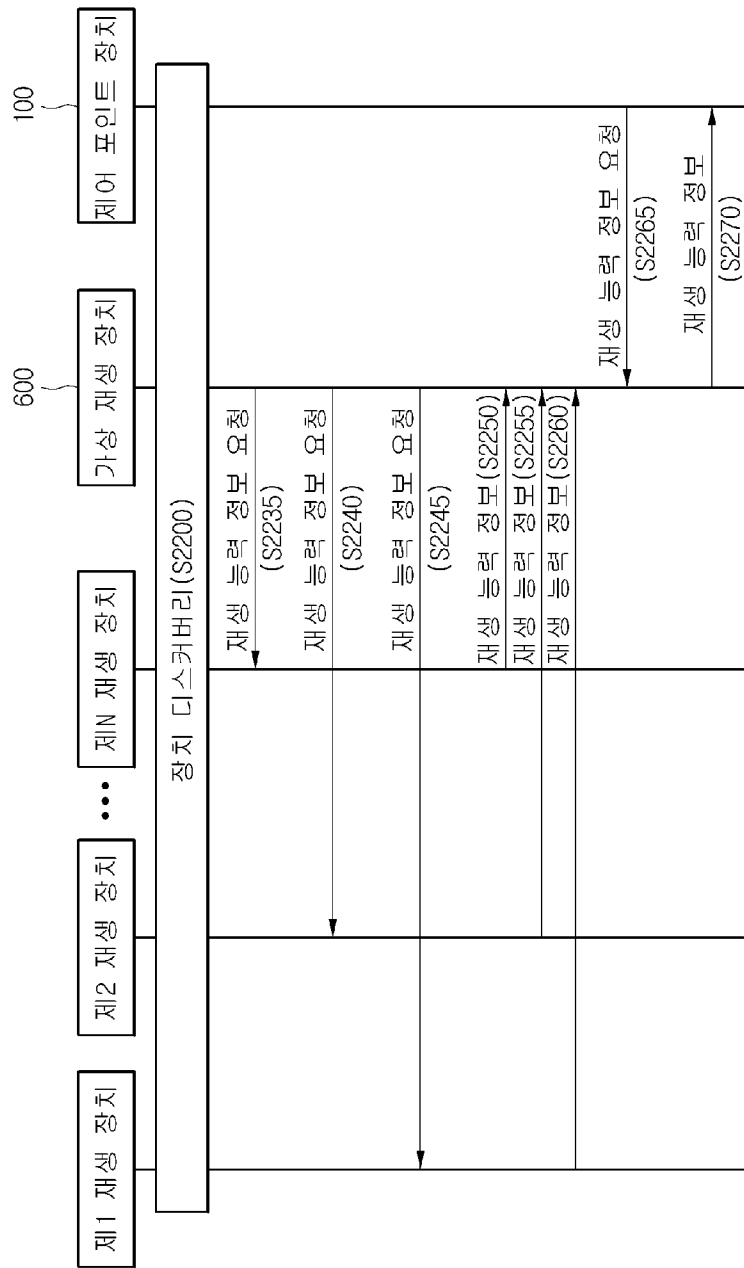 100
600
제어 포인트 장치
가상 재생 장치
제N 재생 장치
•••
제2 재생 장치
제1 재생 장치
장치 디스커버리(S2200)
재생 능력 정보 요청
(S2235)
재생 능력 정보 요청
(S2240)
재생 능력 정보 요청
(S2245)
재생 능력 정보(S2250)
재생 능력 정보(S2255)
재생 능력 정보(S2260)
재생 능력 정보 요청
(S2265)
재생 능력 정보
(S2270)